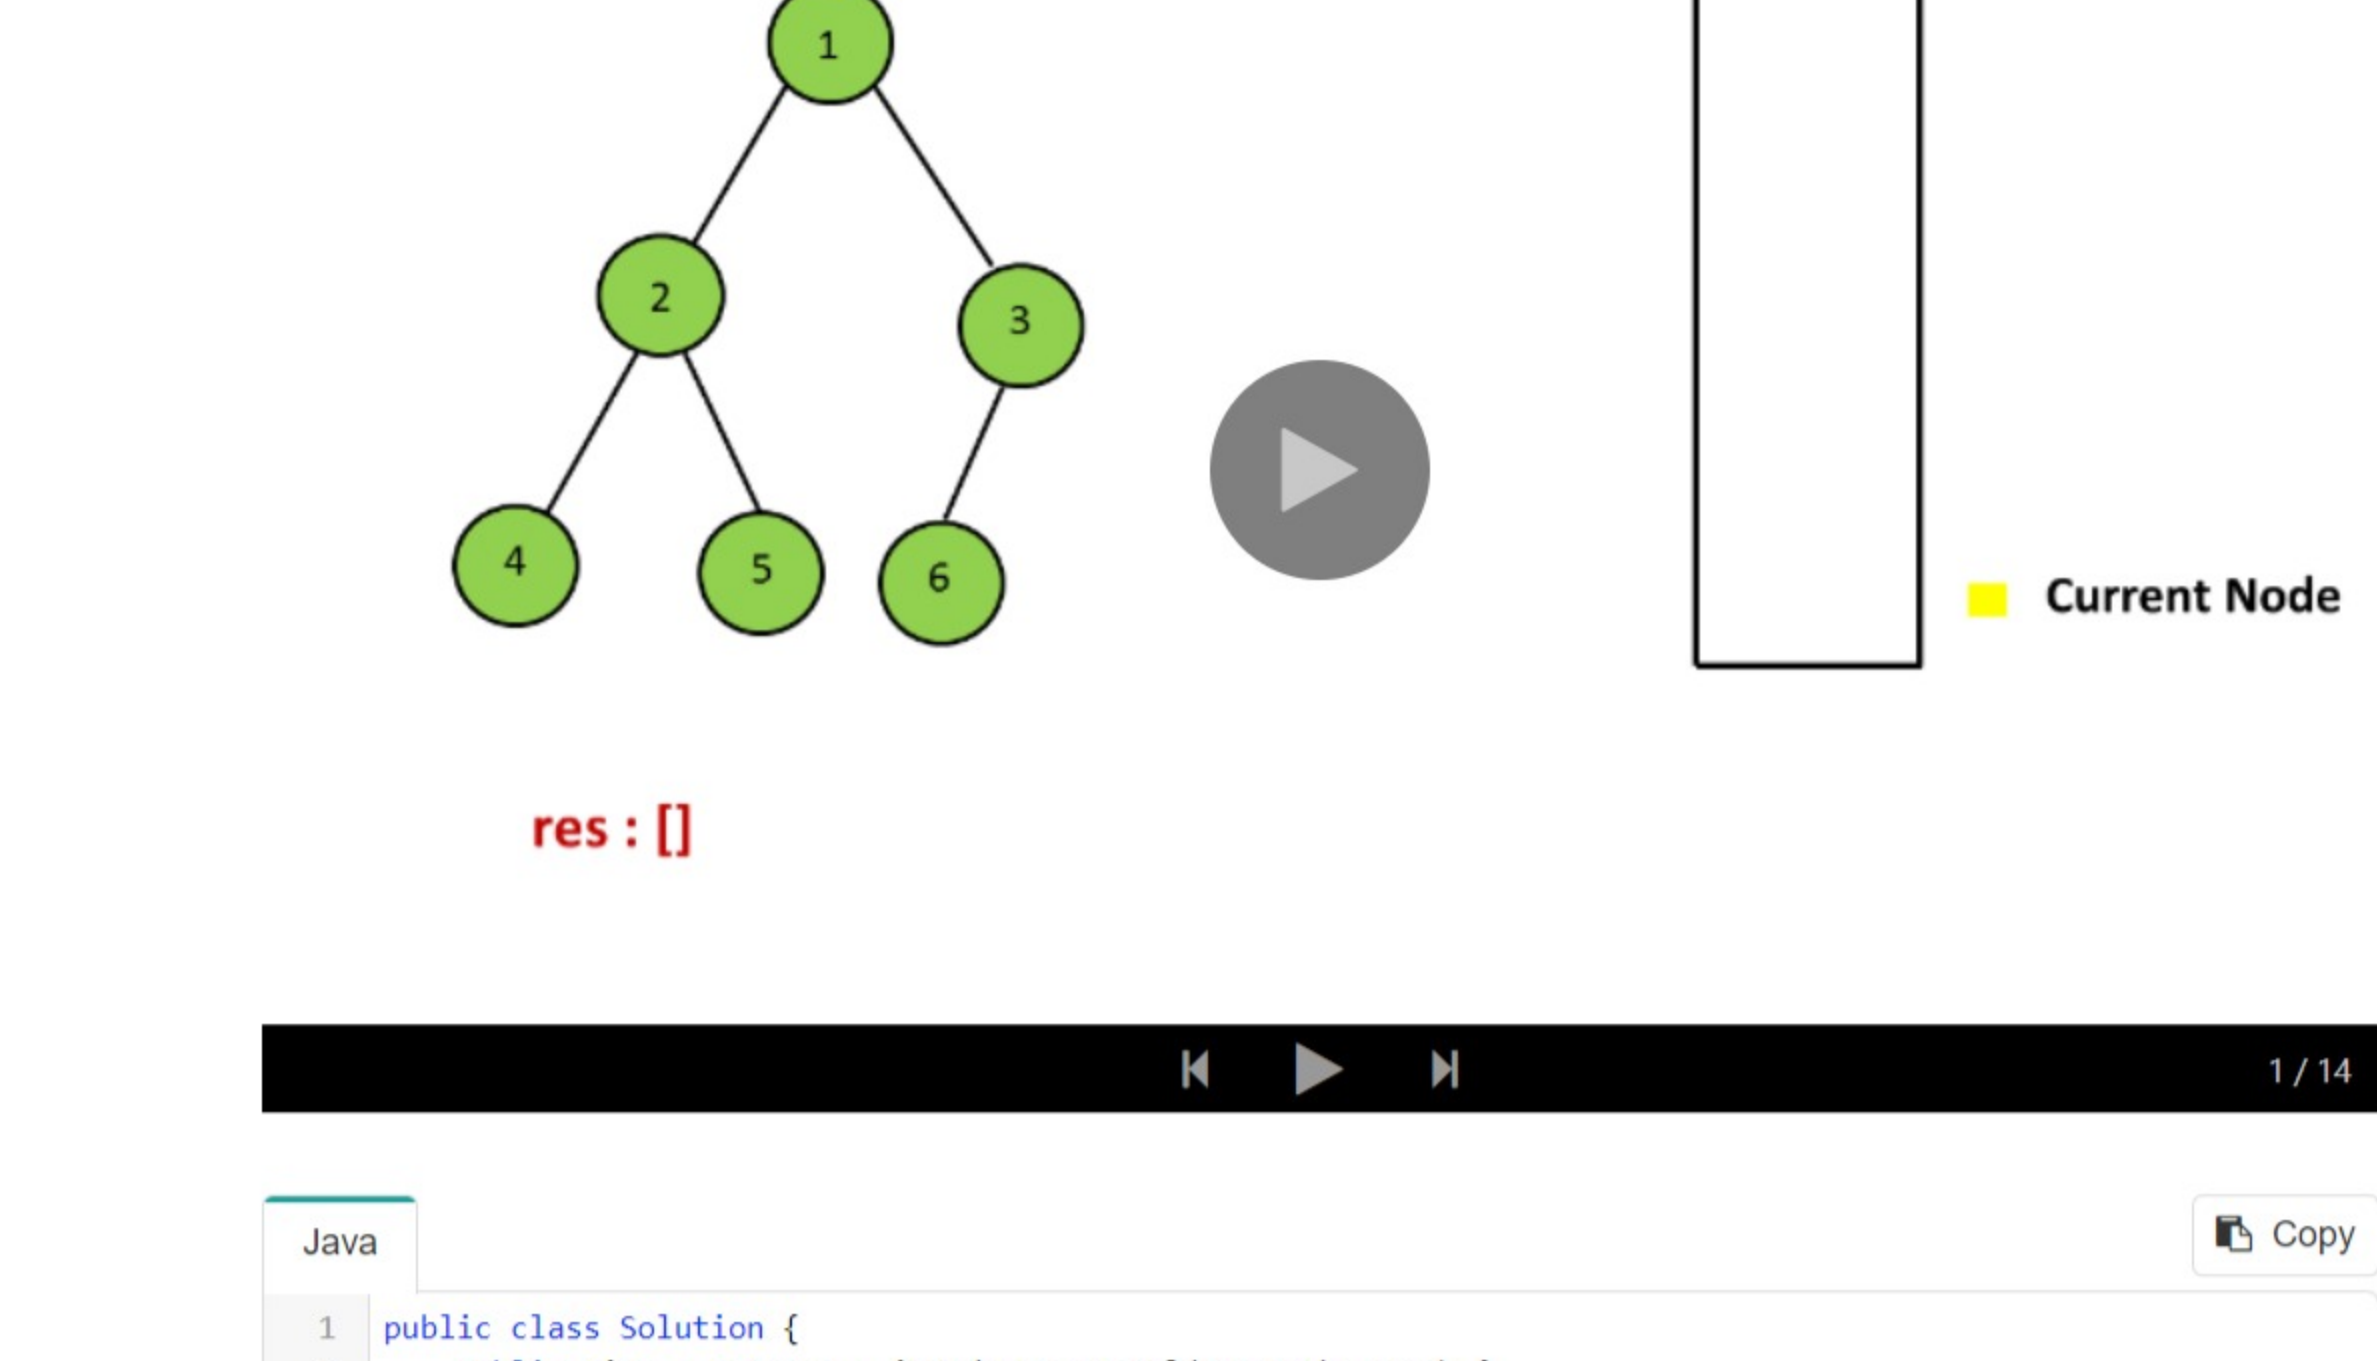 1
2
3
4
5
6
Current Node
res : []
1 / 14
Java
Copy
1
public class Solution {